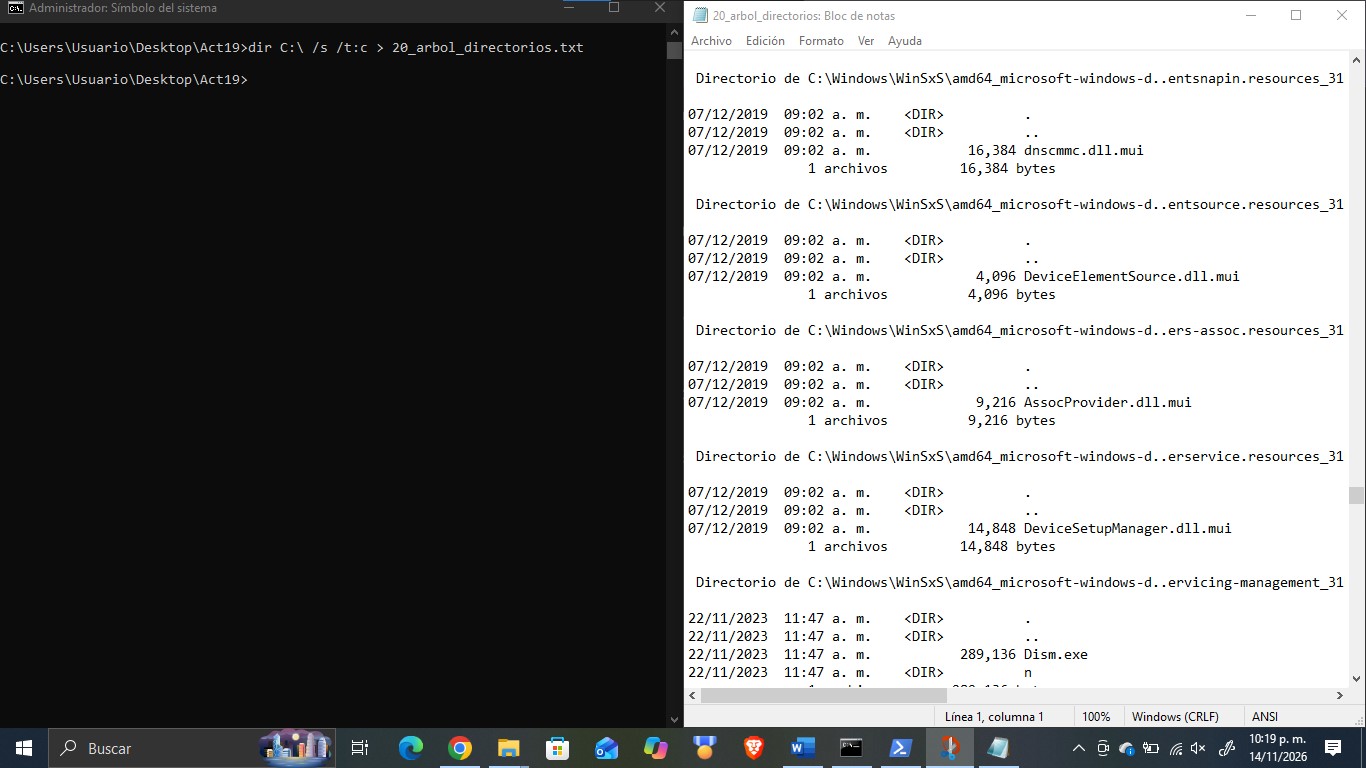 Administrador: Símbolo del sistema
C:\Users\Usuario\Desktop\Act19>dir C:\ /s /t:c > 20_arbol_directorios.txt
C:\Users\Usuario\Desktop\Act19>
20_arbol_directorios: Bloc de notas
Archivo Edición Formato Ver Ayuda
Directorio de C:\Windows\WinSxS\amd64_microsoft-windows-d..entsnapin.resources_31
07/12/2019 09:02 a. m. <DIR> .
07/12/2019 09:02 a. m. <DIR> ..
07/12/2019 09:02 a. m. 16,384 dnscmmc.dll.mui
1 archivos 16,384 bytes
Directorio de C:\Windows\WinSxS\amd64_microsoft-windows-d..entsource.resources_31
07/12/2019 09:02 a. m. <DIR> .
07/12/2019 09:02 a. m. <DIR> ..
07/12/2019 09:02 a. m. 4,096 DeviceElementSource.dll.mui
1 archivos 4,096 bytes
Directorio de C:\Windows\WinSxS\amd64_microsoft-windows-d..ers-assoc.resources_31
07/12/2019 09:02 a. m. <DIR> .
07/12/2019 09:02 a. m. <DIR> ..
07/12/2019 09:02 a. m. 9,216 AssocProvider.dll.mui
1 archivos 9,216 bytes
Directorio de C:\Windows\WinSxS\amd64_microsoft-windows-d..erservice.resources_31
07/12/2019 09:02 a. m. <DIR> .
07/12/2019 09:02 a. m. <DIR> ..
07/12/2019 09:02 a. m. 14,848 DeviceSetupManager.dll.mui
1 archivos 14,848 bytes
Directorio de C:\Windows\WinSxS\amd64_microsoft-windows-d..ervicing-management_31
22/11/2023 11:47 a. m. <DIR> .
22/11/2023 11:47 a. m. <DIR> ..
22/11/2023 11:47 a. m. 289,136 Dism.exe
22/11/2023 11:47 a. m. <DIR> n
Línea 1, columna 1 100% Windows (CRLF) ANSI
Buscar
10:19 p. m.
14/11/2026